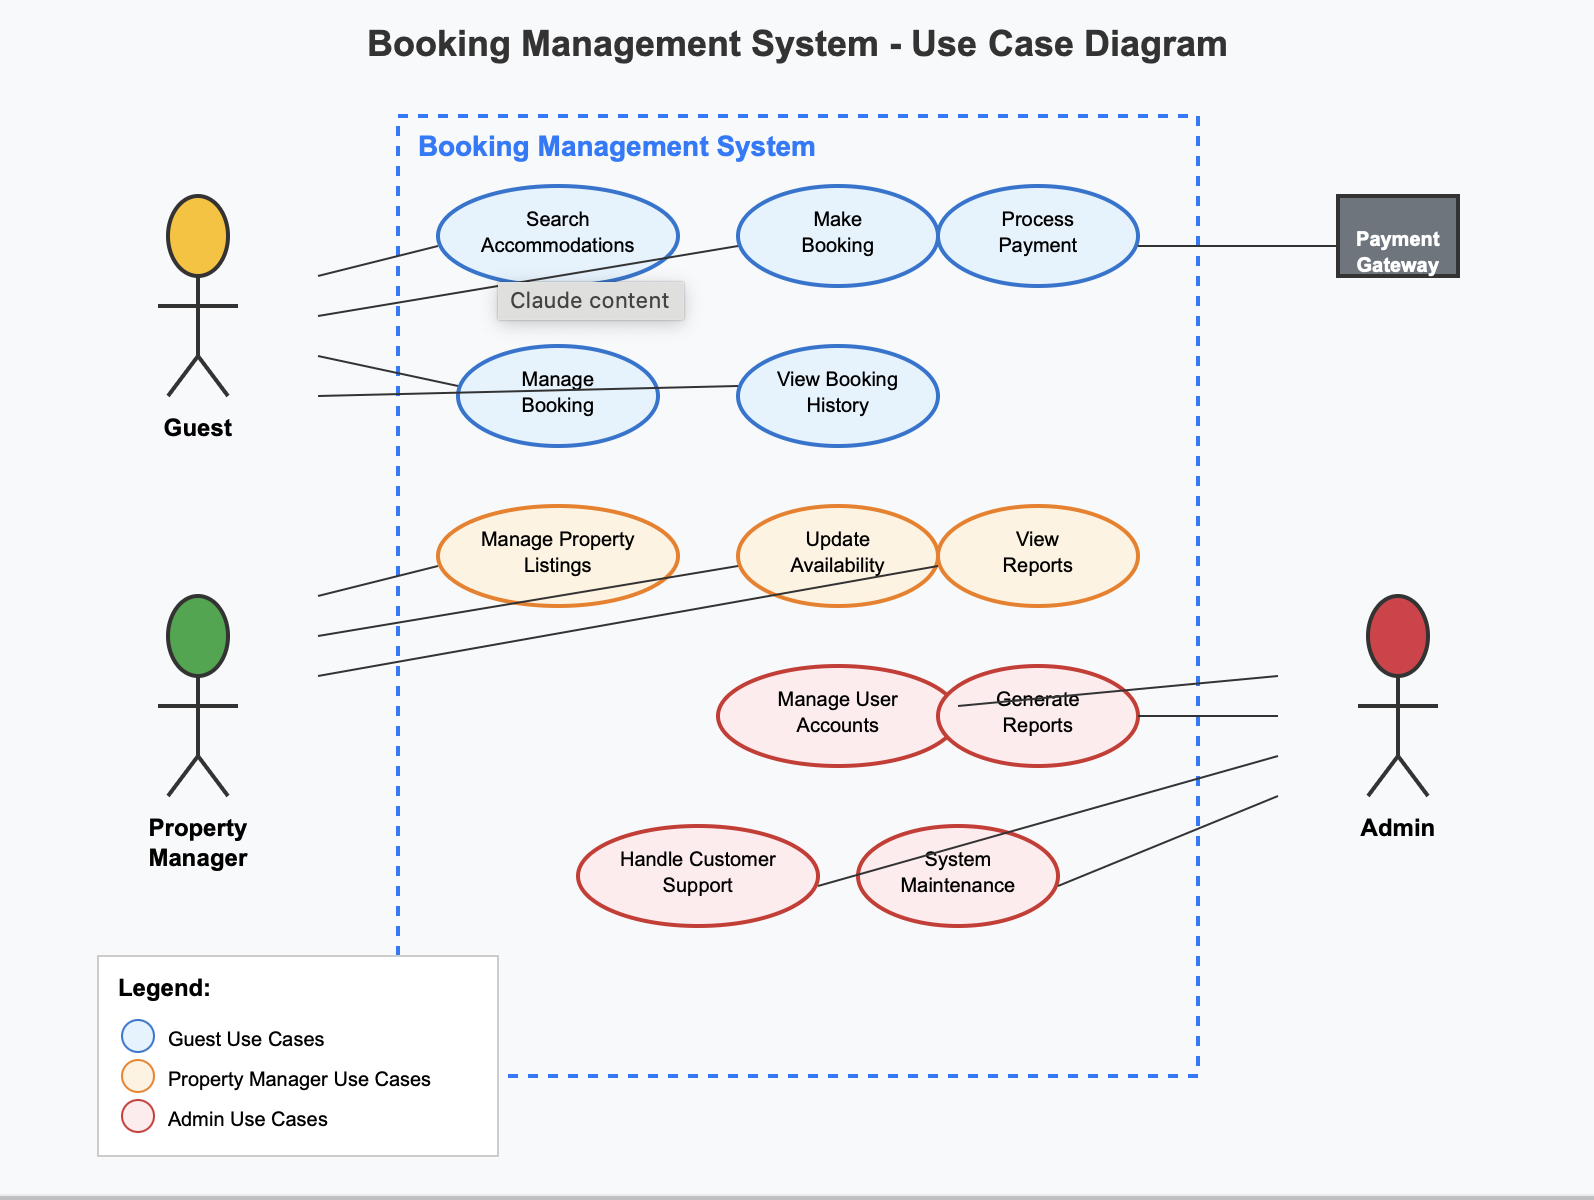 Booking Management System - Use Case Diagram
Booking Management System
Search
Accommodations
Make
Booking
Process
Payment
Payment
Gateway
Claude content
Manage
Booking
View Booking
History
Guest
Manage Property
Listings
Update
Availability
View
Reports
Manage User
Accounts
Generate
Reports
Property
Manager
Admin
Handle Customer
Support
System
Maintenance
Legend:
Guest Use Cases
Property Manager Use Cases
Admin Use Cases